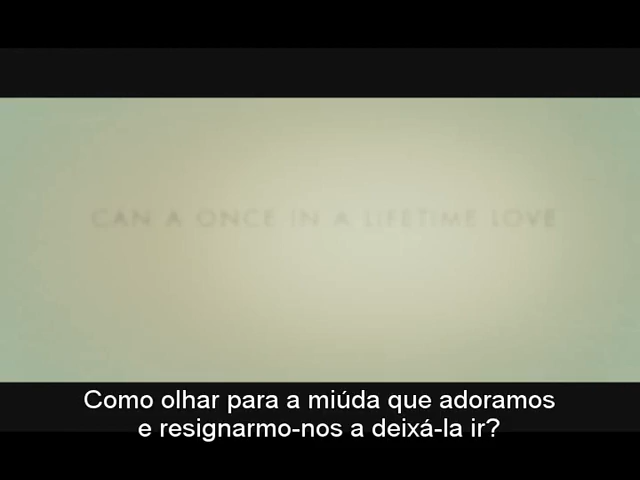 CAN A ONCE IN A LIFETIME LOVE
Como olhar para a miúda que adoramos
e resignarmo-nos a deixá-la ir?